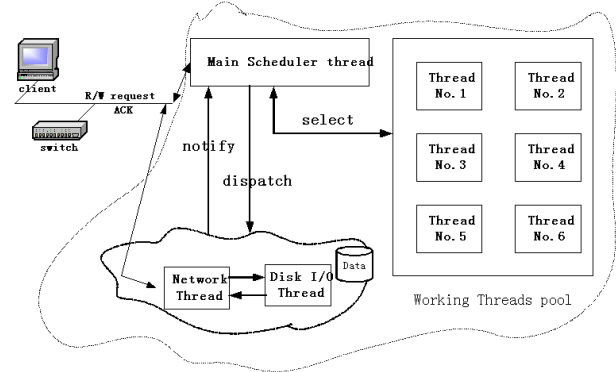 Main Scheduler thread
client
R/W request
ACK
switch
select
notify
dispatch
Thread
No.1
Thread
No.2
Thread
No.3
Thread
No.4
Thread
No.5
Thread
No.6
Working Threads pool
Network
Thread
Disk I/O
Thread
Data